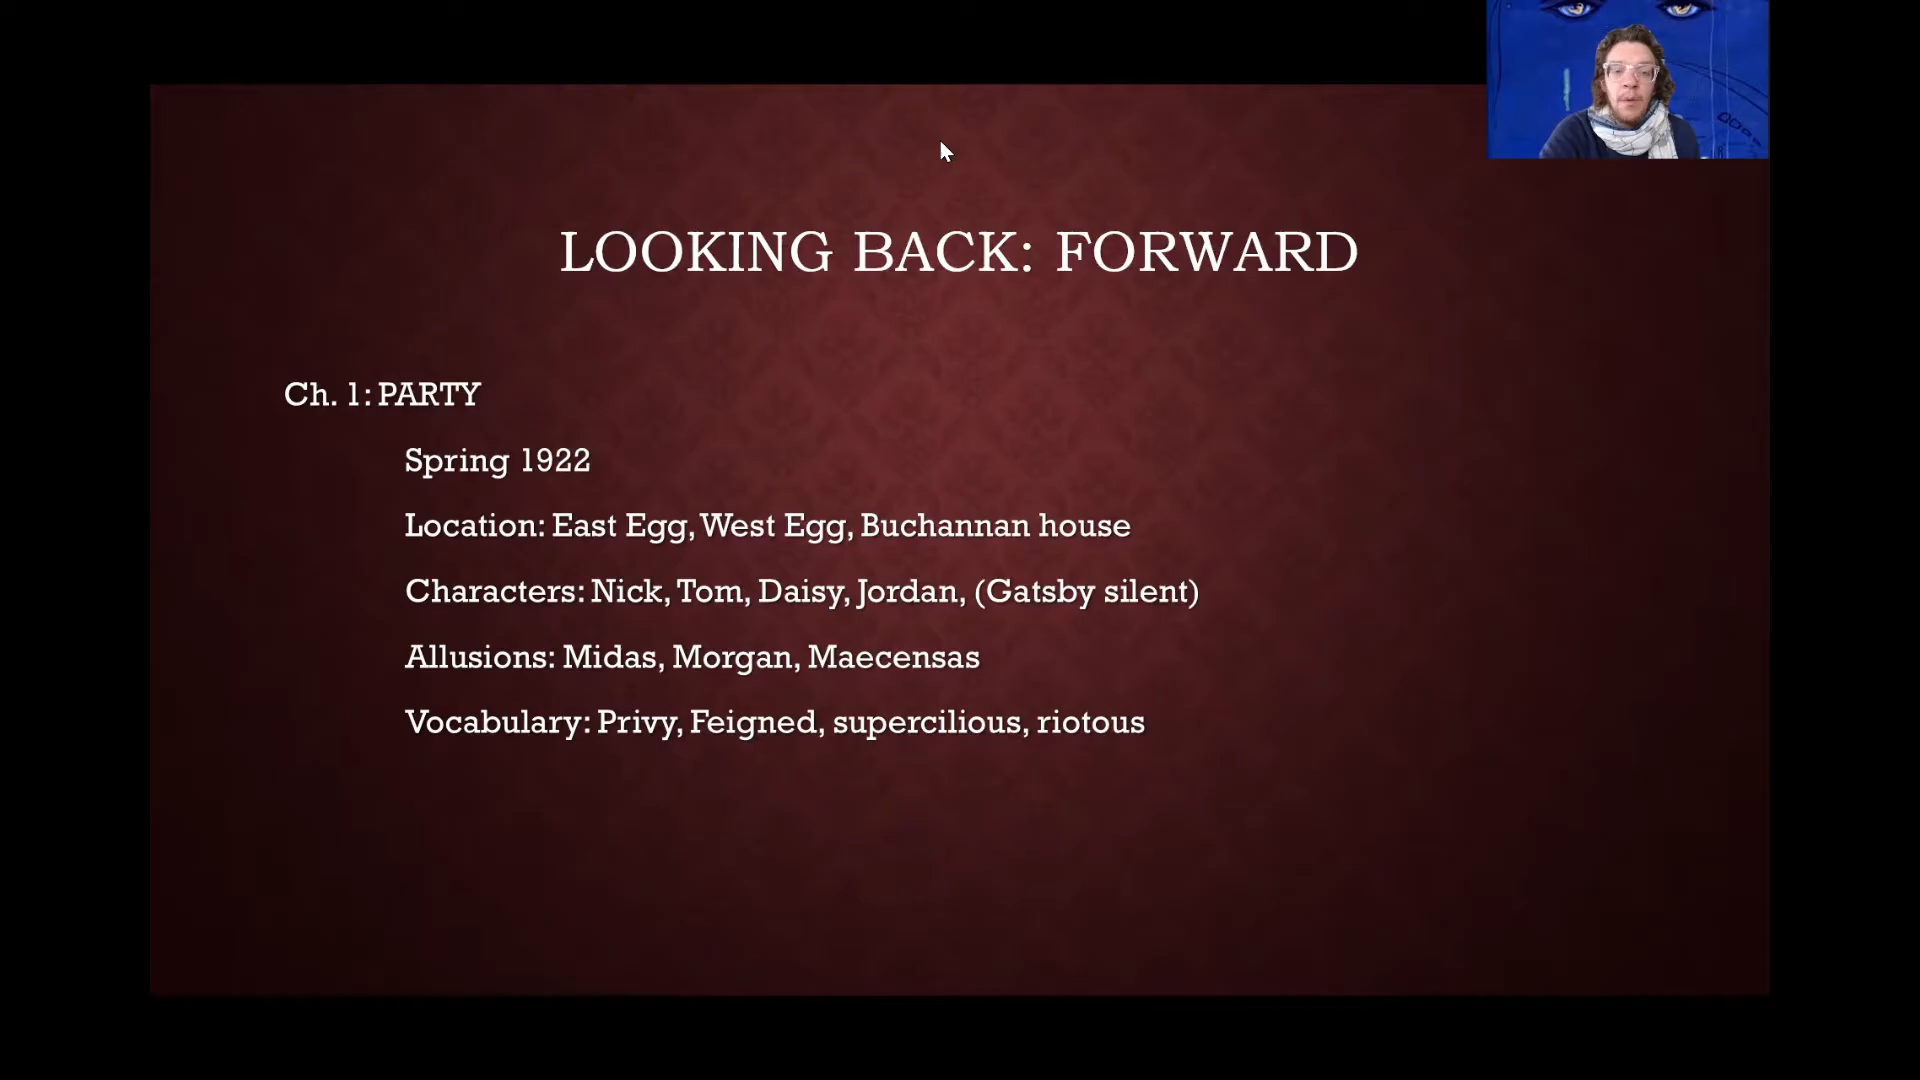 LOOKING BACK: FORWARD
Ch. 1: PARTY
Spring 1922
Location: East Egg, West Egg, Buchannan house
Characters: Nick, Tom, Daisy, Jordan, (Gatsby silent)
Allusions: Midas, Morgan, Maecensas
Vocabulary: Privy, Feigned, supercilious, riotous